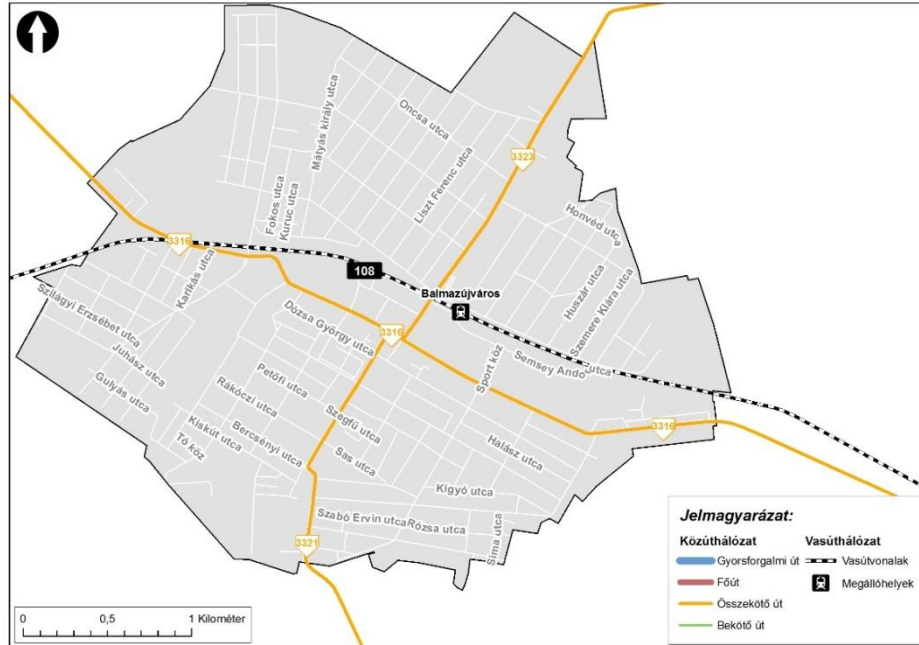 Mátyás király utca
Oncsa utca
3323
Liszt Ferenc utca
Fokos utca
Kuruc utca
Honvéd utca
3316
108
Karikás utca
Balmazújváros
Huszár utca
Szemere Klára utca
Szilágyi Erzsébet utca
Dózsa György utca
3316
Juhász utca
Sport köz
Semsey Ando utca
Petőfi utca
Gulyás utca
Rákóczi utca
Szegfű utca
3316
Tó köz
Kiskút utca
Bercsényi utca
Sas utca
Halász utca
Kigyó utca
Szabó Ervin utca
Rózsa utca
Sima utca
3321
Jelmagyarázat:
Közúthálózat
Gyorsforgalmi út
Főút
Összekötő út
Bekötő út
Vasúthálózat
Vasútvonalak
Megállóhelyek
0 0,5 1 Kilométer